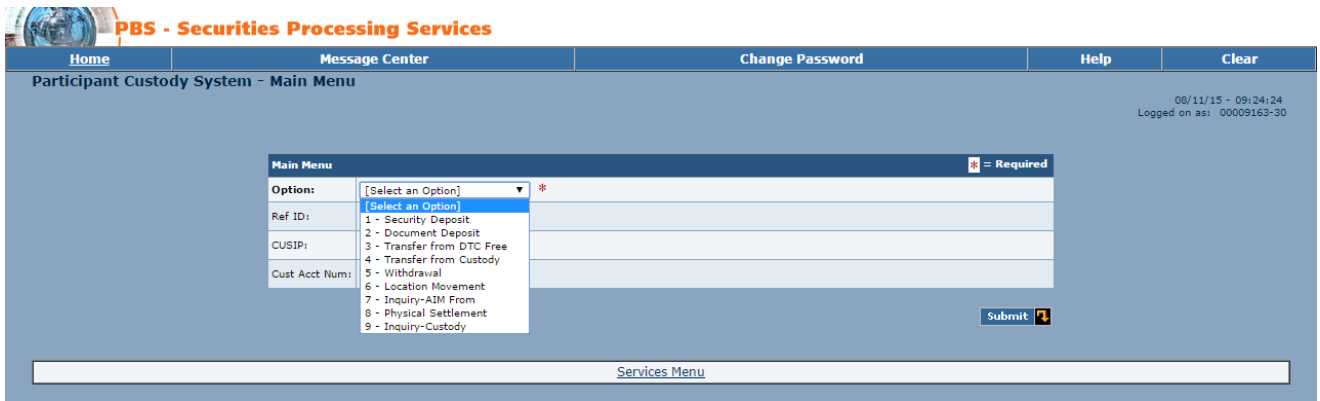 PBS - Securities Processing Services
Home Message Center Change Password Help Clear
Participant Custody System - Main Menu
08/11/15 - 09:24:24
Logged on as: 00009163-30
Main Menu * = Required
Option: [Select an Option] ▼ *
[Select an Option]
Ref ID:
1 - Security Deposit
2 - Document Deposit
CUSIP:
3 - Transfer from DTC Free
4 - Transfer from Custody
Cust Acct Num:
5 - Withdrawal
6 - Location Movement
7 - Inquiry-AIM From
8 - Physical Settlement
9 - Inquiry-Custody
Submit
Services Menu